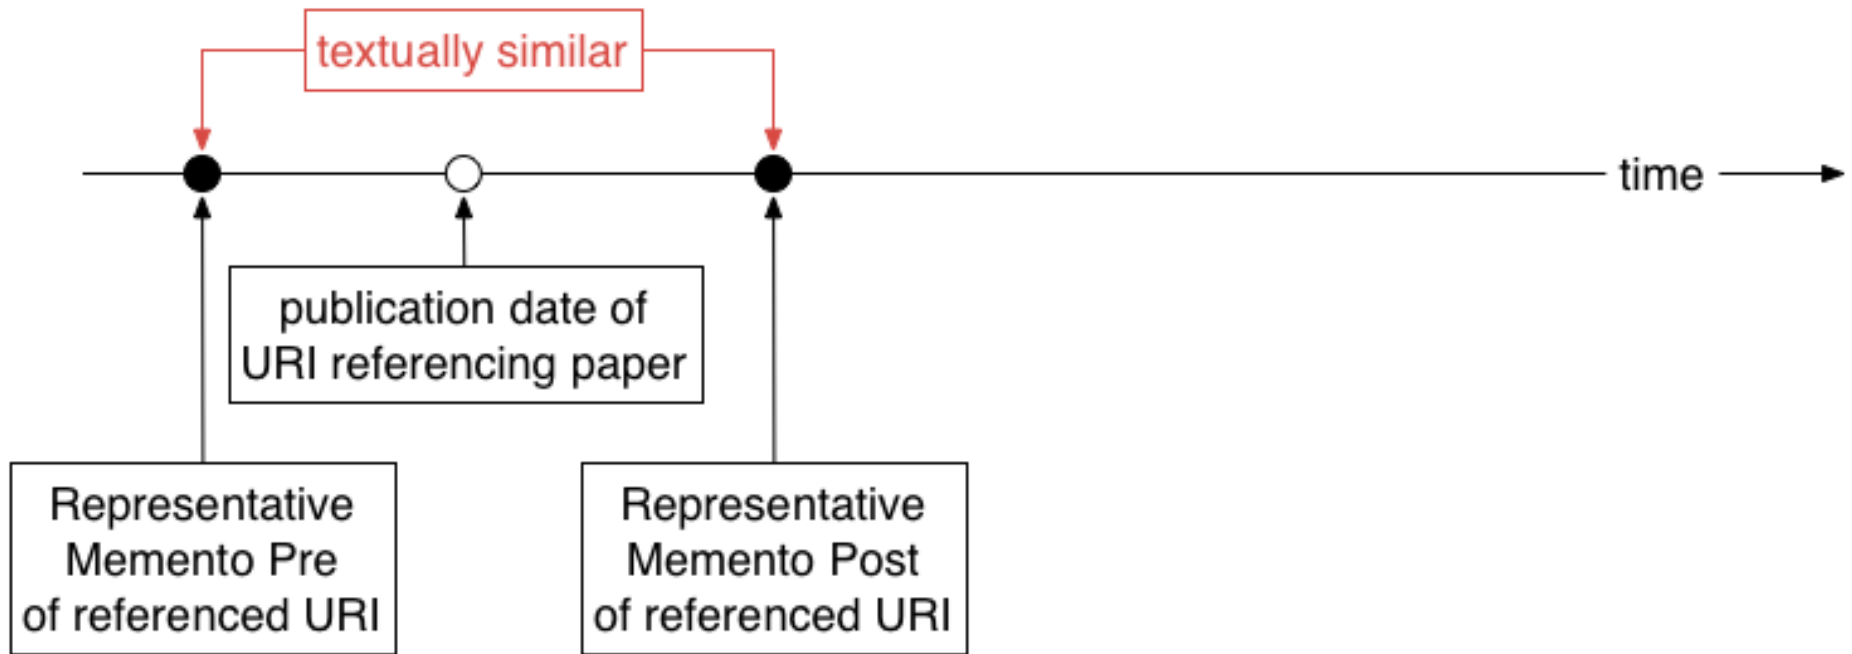 textually similar
time
publication date of
URI referencing paper
Representative
Memento Pre
of referenced URI
Representative
Memento Post
of referenced URI